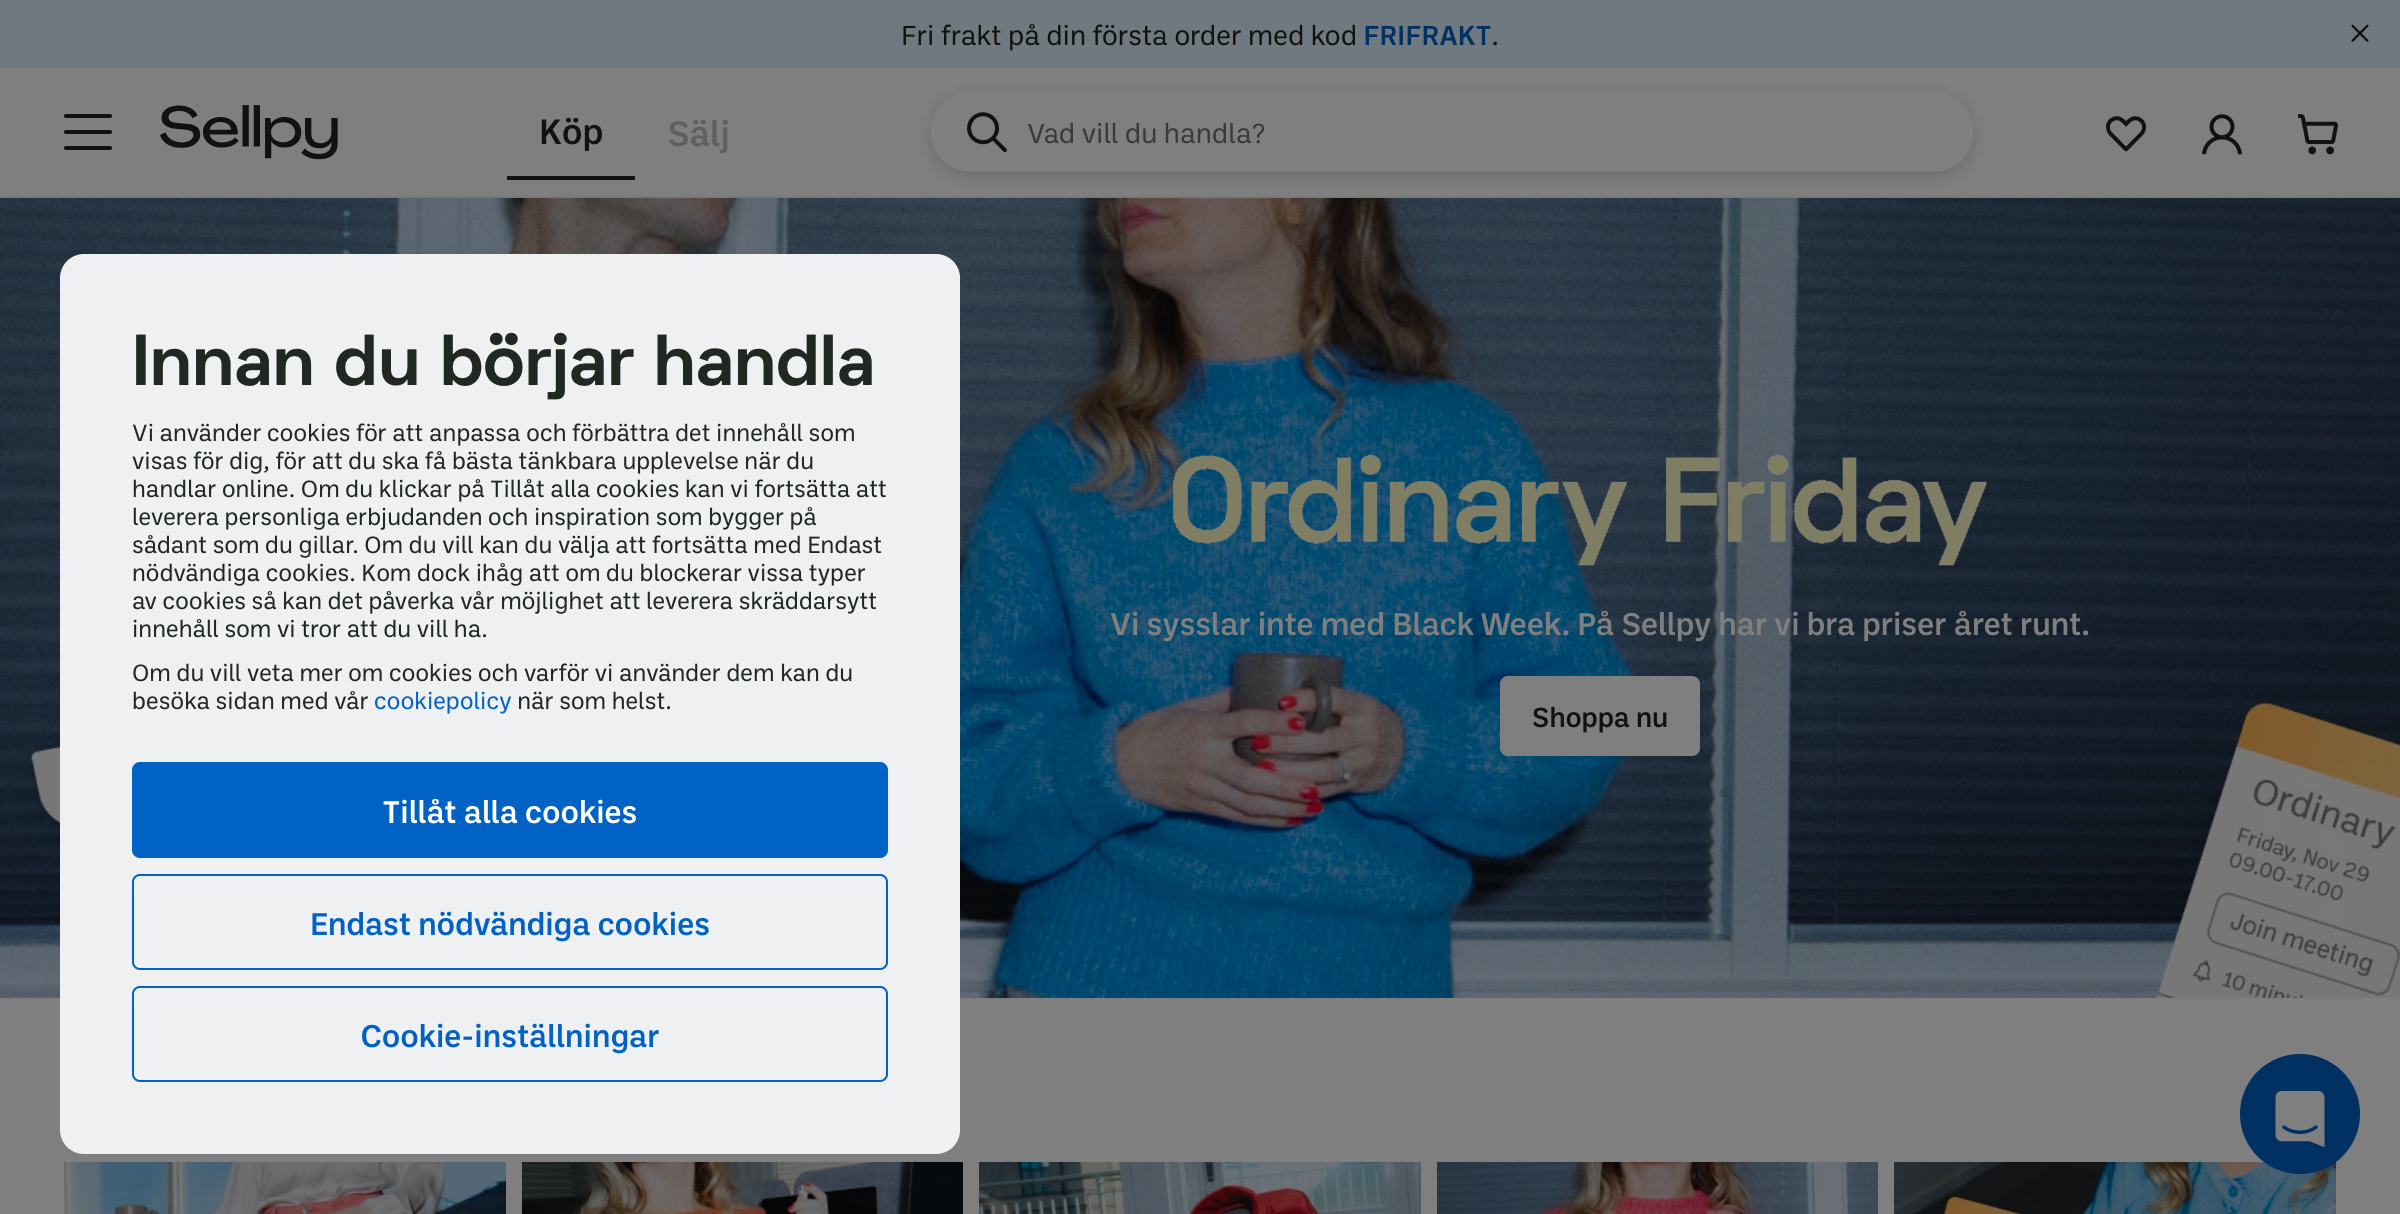 Fri frakt på din första order med kod FRIFRAKT.
Sellpy
Köp
Sälj
Vad vill du handla?
Innan du börjar handla
Vi använder cookies för att anpassa och förbättra det innehåll som
visas för dig, för att du ska få bästa tänkbara upplevelse när du
handlar online. Om du klickar på Tillåt alla cookies kan vi fortsätta att
leverera personliga erbjudanden och inspiration som bygger på
sådant som du gillar. Om du vill kan du välja att fortsätta med Endast
nödvändiga cookies. Kom dock ihåg att om du blockerar vissa typer
av cookies så kan det påverka vår möjlighet att leverera skräddarsytt
innehåll som vi tror att du vill ha.
Om du vill veta mer om cookies och varför vi använder dem kan du
besöka sidan med vår cookiepolicy när som helst.
Tillåt alla cookies
Endast nödvändiga cookies
Cookie-inställningar
Ordinary Friday
Vi sysslar inte med Black Week. På Sellpy har vi bra priser året runt.
Shoppa nu
Ordinary
Friday, Nov 29
09.00-17.00
Join meeting
10